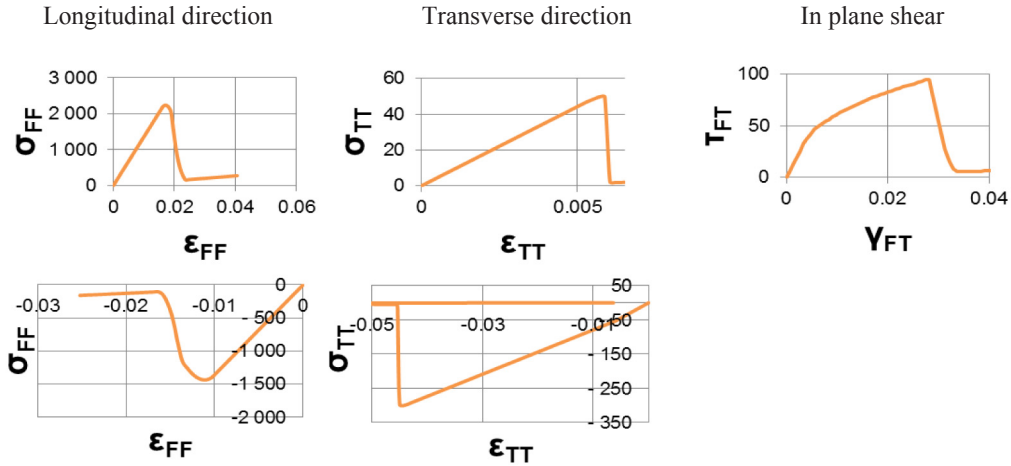 Longitudinal direction
Transverse direction
In plane shear
3 000
2 000
1 000
0
σFF
0 0.02 0.04 0.06
εFF
60
40
20
0
σTT
0 0.005
εTT
100
50
0
τFT
0 0.02 0.04
γFT
-0.03 -0.02 -0.01 0
0
- 500
-1 000
-1 500
-2 000
σFF
εFF
50
-0.05 -0.03 -0.01
-50
- 150
- 250
- 350
σTT
εTT